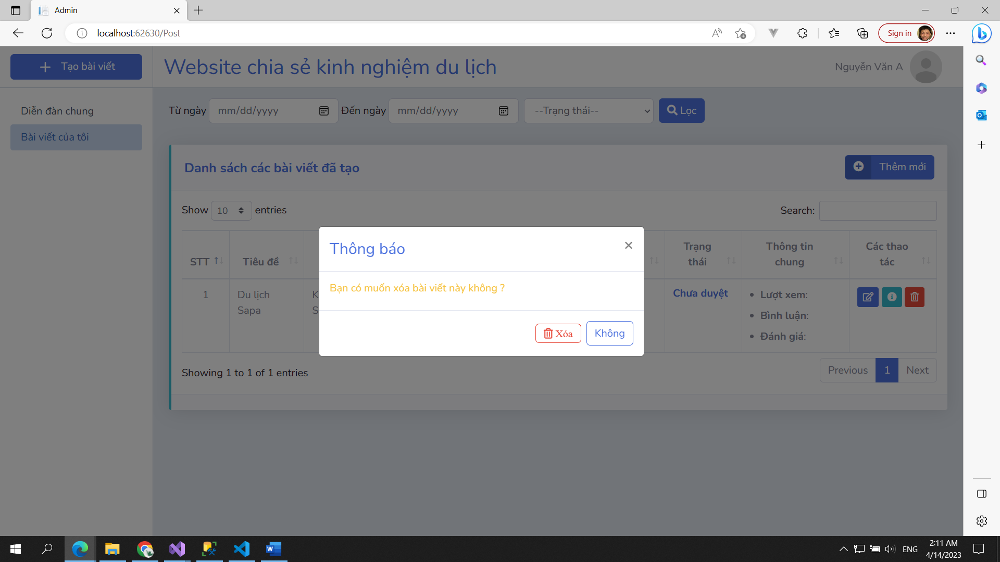 Admin
localhost:62630/Post
Sign in
Tạo bài viết
Website chia sẻ kinh nghiệm du lịch
Nguyễn Văn A
Diễn đàn chung
Bài viết của tôi
Từ ngày mm/dd/yyyy Đến ngày mm/dd/yyyy --Trạng thái-- Lọc
Danh sách các bài viết đã tạo
Thêm mới
Show 10 entries
Search:
STT
Tiêu đề
Trạng thái
Thông tin chung
Các thao tác
1
Du lịch
Sapa
K
S
Chưa duyệt
Lượt xem:
Bình luận:
Đánh giá:
Thông báo
×
Bạn có muốn xóa bài viết này không ?
Xóa
Không
Showing 1 to 1 of 1 entries
Previous 1 Next
ENG
2:11 AM
4/14/2023